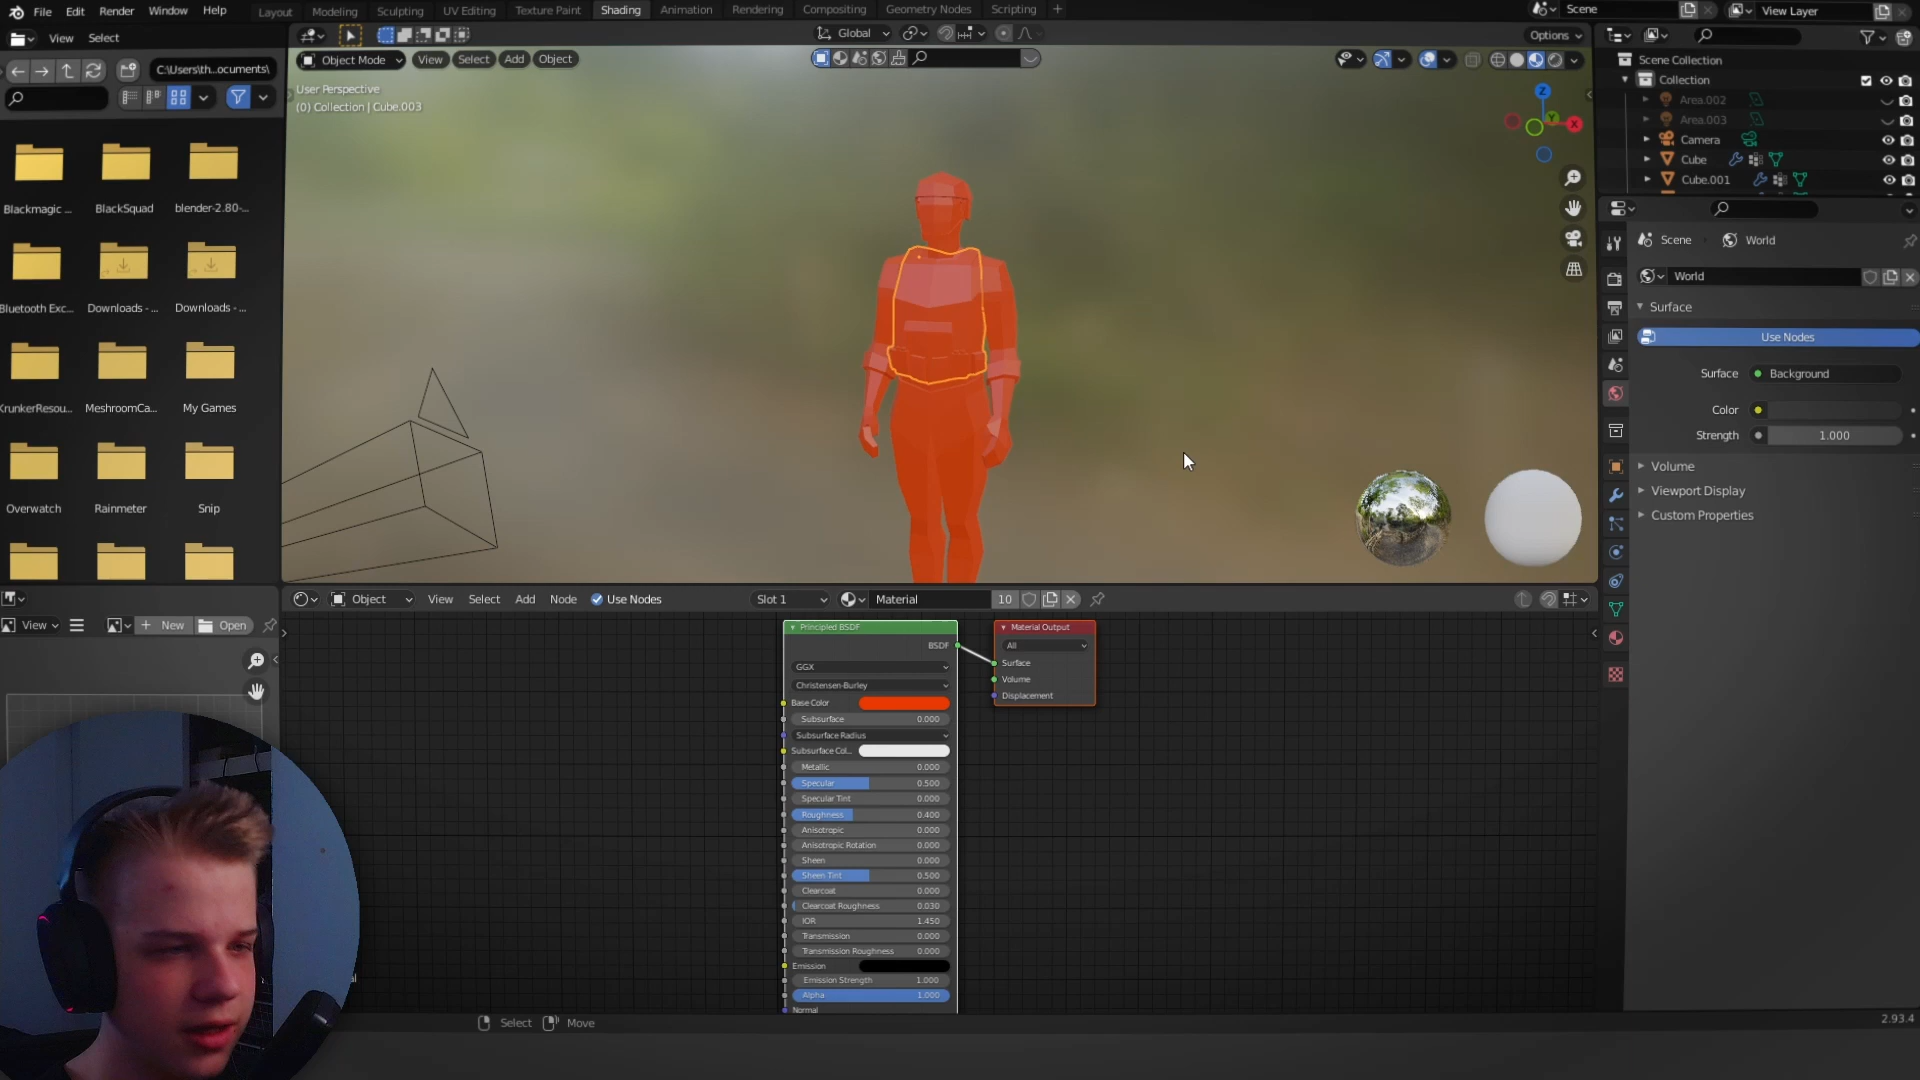 File Edit Render Window Help Layout Modeling Sculpting UV Editing Texture Paint Shading Animation Rendering Compositing Geometry Nodes Scripting + Scene View Layer
View Select Global Options
C:\Users\th..ocuments\ Object Mode View Select Add Object
User Perspective
(0) Collection | Cube.003
Z
Y
X
Scene Collection
Collection
Area.002
Area.003
Camera
Cube
Cube.001
Blackmagic ... BlackSquad blender-2.80-...
Bluetooth Exc... Downloads - ... Downloads - ...
KrunkerResou... MeshroomCa... My Games
Overwatch Rainmeter Snip
Scene World
World
Surface
Use Nodes
Surface Background
Color
Strength 1.000
Volume
Viewport Display
Custom Properties
Object View Select Add Node Use Nodes Slot 1 Material 10
View + New Open
Principled BSDF
BSDF
GGX
Christensen-Burley
Base Color
Subsurface 0.000
Subsurface Radius
Subsurface Col...
Metallic 0.000
Specular 0.500
Specular Tint 0.000
Roughness 0.400
Anisotropic 0.000
Anisotropic Rotation 0.000
Sheen 0.000
Sheen Tint 0.500
Clearcoat 0.000
Clearcoat Roughness 0.030
IOR 1.450
Transmission 0.000
Transmission Roughness 0.000
Emission
Emission Strength 1.000
Alpha 1.000
Normal
Material Output
All
Surface
Volume
Displacement
Select Move
2.93.4